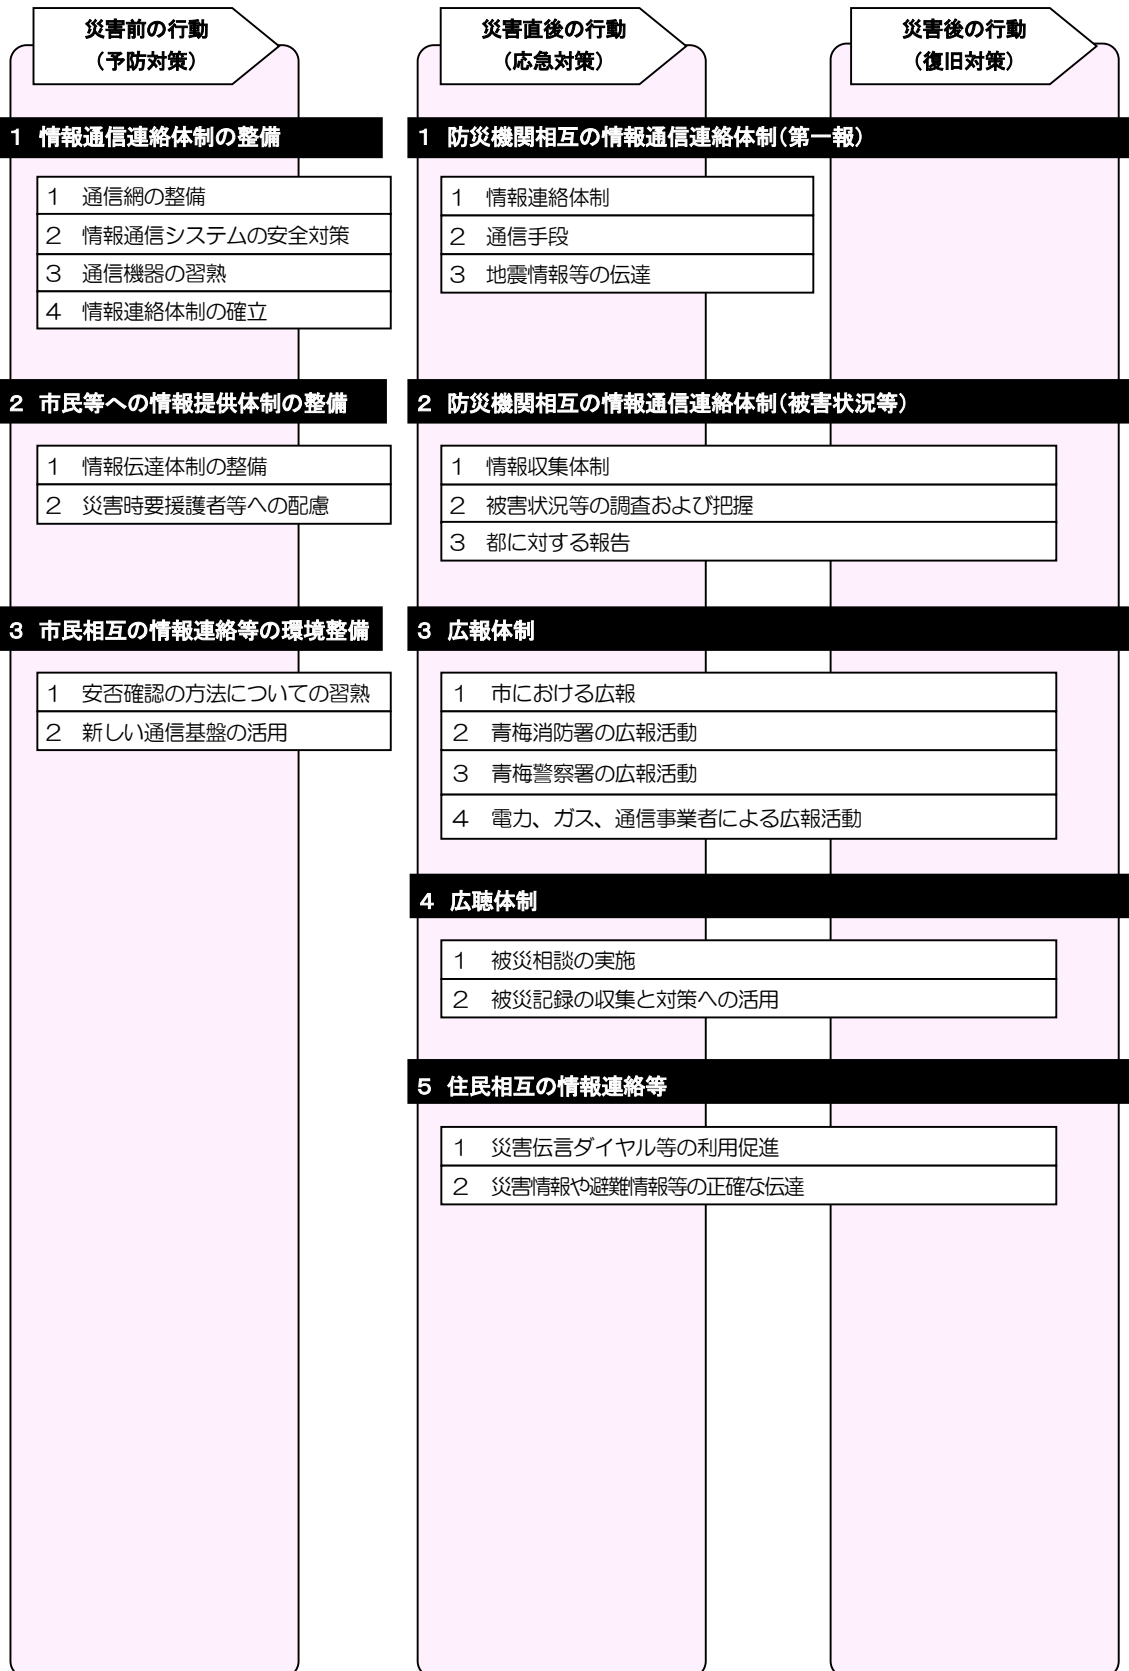 災害前の行動
（予防対策）
災害直後の行動
（応急対策）
災害後の行動
（復旧対策）
１ 情報通信連絡体制の整備
１　通信網の整備
２　情報通信システムの安全対策
３　通信機器の習熟
４　情報連絡体制の確立
２ 市民等への情報提供体制の整備
１　情報伝達体制の整備
２　災害時要援護者等への配慮
３ 市民相互の情報連絡等の環境整備
１　安否確認の方法についての習熟
２　新しい通信基盤の活用
１ 防災機関相互の情報通信連絡体制（第一報）
１　情報連絡体制
２　通信手段
３　地震情報等の伝達
２ 防災機関相互の情報通信連絡体制（被害状況等）
１　情報収集体制
２　被害状況等の調査および把握
３　都に対する報告
３ 広報体制
１　市における広報
２　青梅消防署の広報活動
３　青梅警察署の広報活動
４　電力、ガス、通信事業者による広報活動
４ 広聴体制
１　被災相談の実施
２　被災記録の収集と対策への活用
５ 住民相互の情報連絡等
１　災害伝言ダイヤル等の利用促進
２　災害情報や避難情報等の正確な伝達